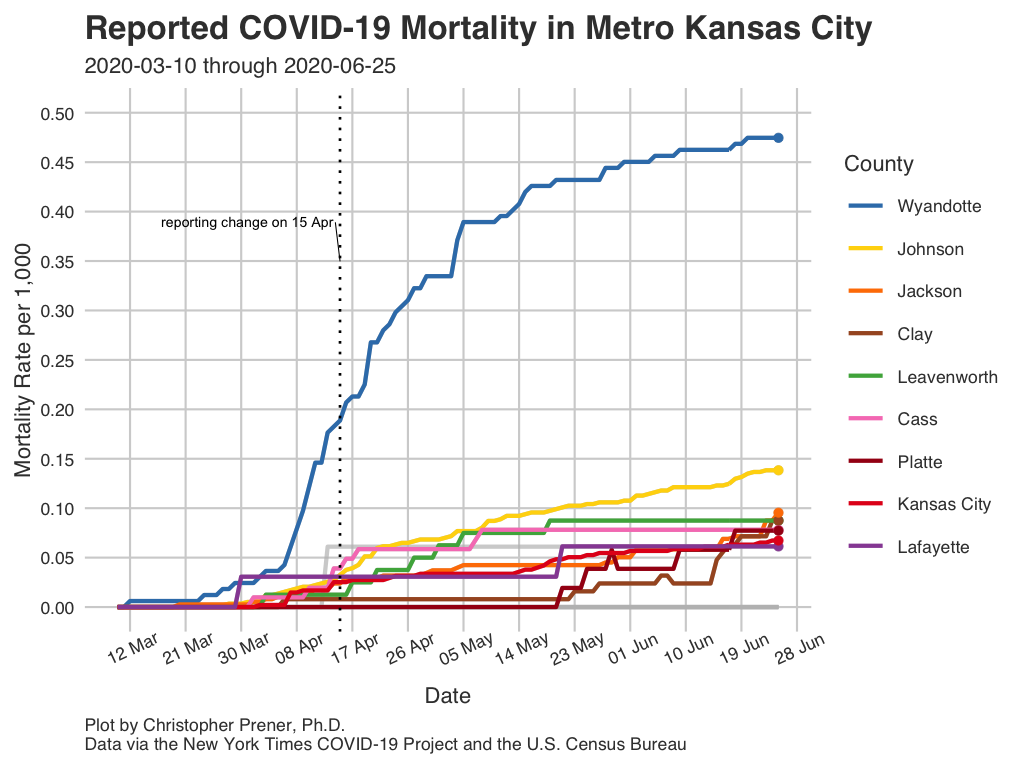 Reported COVID-19 Mortality in Metro Kansas City
2020-03-10 through 2020-06-25
Mortality Rate per 1,000
0.50
0.45
0.40
0.35
0.30
0.25
0.20
0.15
0.10
0.05
0.00
reporting change on 15 Apr
12 Mar
21 Mar
30 Mar
08 Apr
17 Apr
26 Apr
05 May
14 May
23 May
01 Jun
10 Jun
19 Jun
28 Jun
Date
County
Wyandotte
Johnson
Jackson
Clay
Leavenworth
Cass
Platte
Kansas City
Lafayette
Plot by Christopher Prener, Ph.D.
Data via the New York Times COVID-19 Project and the U.S. Census Bureau